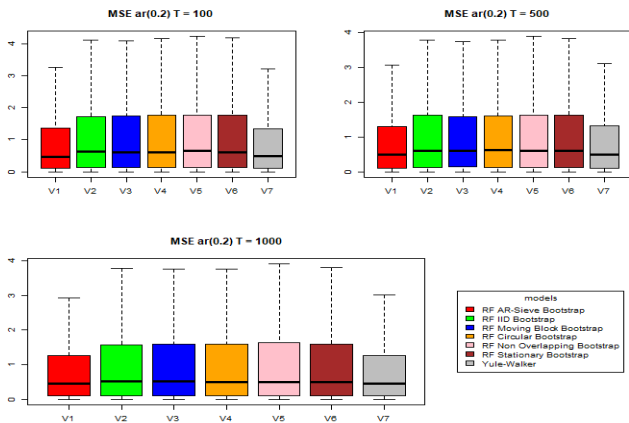 MSE ar(0.2) T = 100
4
3
2
1
0
V1 V2 V3 V4 V5 V6 V7
MSE ar(0.2) T = 500
4
3
2
1
0
V1 V2 V3 V4 V5 V6 V7
MSE ar(0.2) T = 1000
4
3
2
1
0
V1 V2 V3 V4 V5 V6 V7
models
RF AR-Sieve Bootstrap
RF IID Bootstrap
RF Moving Block Bootstrap
RF Circular Bootstrap
RF Non Overlapping Bootstrap
RF Stationary Bootstrap
Yule-Walker